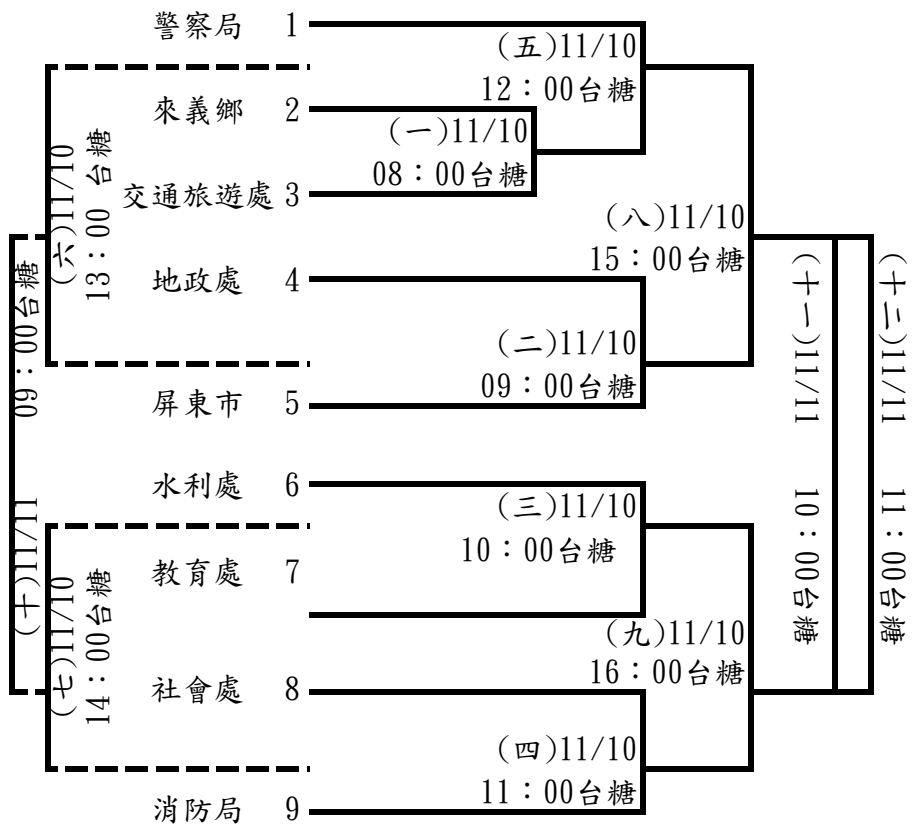 警察局 1
(五)11/10
12：00台糖
來義鄉 2
(一)11/10
08：00台糖
交通旅遊處 3
(六)11/10
13：00 台糖
(八)11/10
15：00台糖
地政處 4
(二)11/10
09：00台糖
屏東市 5
水利處 6
(三)11/10
10：00台糖
教育處 7
(九)11/10
16：00台糖
(七)11/10
14：00台糖
社會處 8
(四)11/10
11：00台糖
消防局 9
(十)11/11 09：00台糖
(十一)11/11 10：00台糖
(十二)11/11 11：00台糖